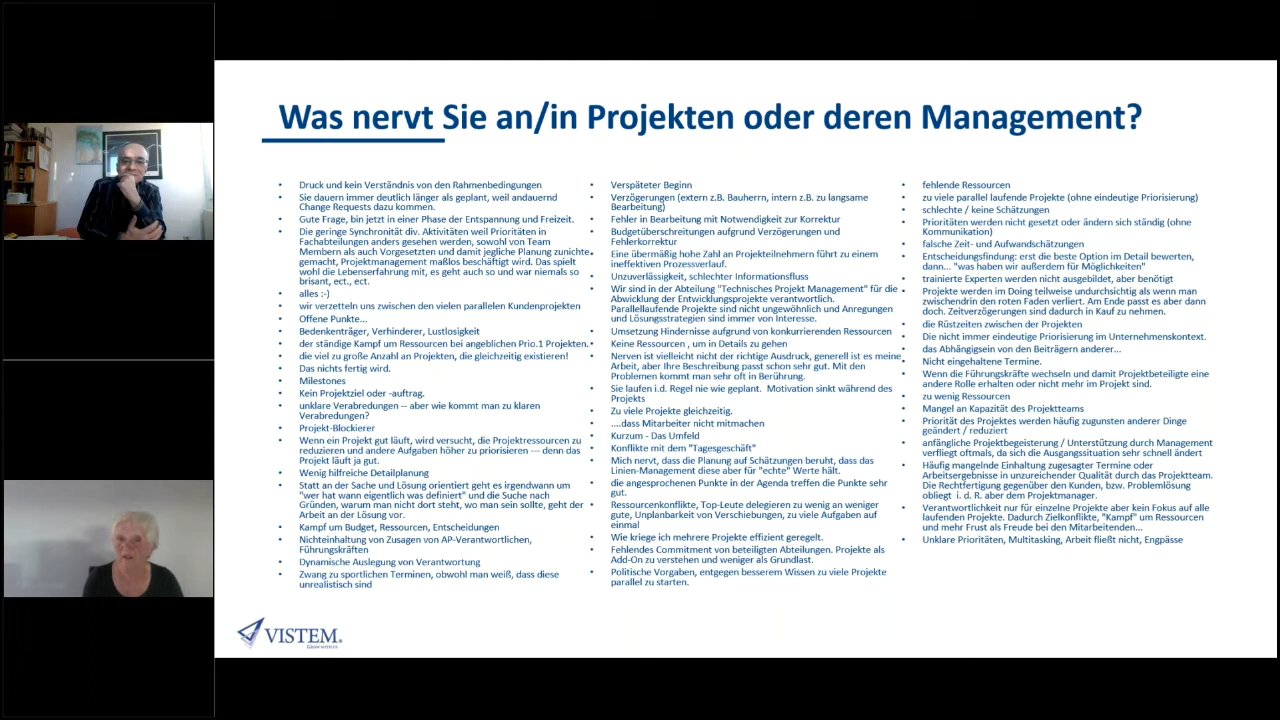 Was nervt Sie an/in Projekten oder deren Management?
• Druck und kein Verständnis von den Rahmenbedingungen
• Sie dauern immer deutlich länger als geplant, weil andauernd
Change Requests dazu kommen.
• Gute Frage, bin jetzt in einer Phase der Entspannung und Freizeit.
• Die geringe Synchronität div. Aktivitäten weil Prioritäten in
Fachabteilungen anders gesehen werden, sowohl von Team
Membern als auch Vorgesetzten und damit jegliche Planung zunichte
gemacht, Projektmanagement maßlos beschäftigt wird. Das spielt
wohl die Lebenserfahrung mit, es geht auch so und war niemals so
brisant, ect., ect.
• alles :-)
• wir verzetteln uns zwischen den vielen parallelen Kundenprojekten
• Offene Punkte...
• Bedenkenträger, Verhinderer, Lustlosigkeit
• der ständige Kampf um Ressourcen bei angeblichen Prio.1 Projekten.
• die viel zu große Anzahl an Projekten, die gleichzeitig existieren!
• Das nichts fertig wird.
• Milestones
• Kein Projektziel oder -auftrag.
• unklare Verabredungen -- aber wie kommt man zu klaren
Verabredungen?
• Projekt-Blockierer
• Wenn ein Projekt gut läuft, wird versucht, die Projektressourcen zu
reduzieren und andere Aufgaben höher zu priorisieren --- denn das
Projekt läuft ja gut.
• Wenig hilfreiche Detailplanung
• Statt an der Sache und Lösung orientiert geht es irgendwann um
"wer hat wann eigentlich was definiert" und die Suche nach
Gründen, warum man nicht dort steht, wo man sein sollte, geht der
Arbeit an der Lösung vor.
• Kampf um Budget, Ressourcen, Entscheidungen
• Nichteinhaltung von Zusagen von AP-Verantwortlichen,
Führungskräften
• Dynamische Auslegung von Verantwortung
• Zwang zu sportlichen Terminen, obwohl man weiß, dass diese
unrealistisch sind
• Verspäteter Beginn
• Verzögerungen (extern z.B. Bauherrn, intern z.B. zu langsame
Bearbeitung)
• Fehler in Bearbeitung mit Notwendigkeit zur Korrektur
• Budgetüberschreitungen aufgrund Verzögerungen und
Fehlerkorrektur
• Eine übermäßig hohe Zahl an Projekteilnehmern führt zu einem
ineffektiven Prozessverlauf.
• Unzuverlässigkeit, schlechter Informationsfluss
• Wir sind in der Abteilung "Technisches Projekt Management" für die
Abwicklung der Entwicklungsprojekte verantworlich.
Parallellaufende Projekte sind nicht ungewöhnlich und Anregungen
und Lösungsstrategien sind immer von Interesse.
• Umsetzung Hindernisse aufgrund von konkurrierenden Ressourcen
• Keine Ressourcen , um in Details zu gehen
• Nerven ist vielleicht nicht der richtige Ausdruck, generell ist es meine
Arbeit, aber Ihre Beschreibung passt schon sehr gut. Mit den
Problemen kommt man sehr oft in Berührung.
• Sie laufen i.d. Regel nie wie geplant. Motivation sinkt während des
Projekts
• Zu viele Projekte gleichzeitig.
• ....dass Mitarbeiter nicht mitmachen
• Kurzum - Das Umfeld
• Konflikte mit dem "Tagesgeschäft"
• Mich nervt, dass die Planung auf Schätzungen beruht, dass das
Linien-Management diese aber für "echte" Werte hält.
• die angesprochenen Punkte in der Agenda treffen die Punkte sehr
gut.
• Ressourcenkonflikte, Top-Leute delegieren zu wenig an weniger
gute, Unplanbarkeit von Verschiebungen, zu viele Aufgaben auf
einmal
• Wie kriege ich mehrere Projekte effizient geregelt.
• Fehlendes Commitment von beteiligten Abteilungen. Projekte als
Add-On zu verstehen und weniger als Grundlast.
• Politische Vorgaben, entgegen besserem Wissen zu viele Projekte
parallel zu starten.
• fehlende Ressourcen
• zu viele parallel laufende Projekte (ohne eindeutige Priorisierung)
• schlechte / keine Schätzungen
• Prioritäten werden nicht gesetzt oder ändern sich ständig (ohne
Kommunikation)
• falsche Zeit- und Aufwandschätzungen
• Entscheidungsfindung: erst die beste Option im Detail bewerten,
dann... "was haben wir außerdem für Möglichkeiten"
• trainierte Experten werden nicht ausgebildet, aber benötigt
• Projekte werden im Doing teilweise undurchsichtig als wenn man
zwischendrin den roten Faden verliert. Am Ende passt es aber dann
doch. Zeitverzögerungen sind dadurch in Kauf zu nehmen.
• die Rüstzeiten zwischen der Projekten
• Die nicht immer eindeutige Priorisierung im Unternehmenskontext.
• das Abhängigsein von den Beiträgern anderer...
• Nicht eingehaltene Termine.
• Wenn die Führungskräfte wechseln und damit Projektbeteiligte eine
andere Rolle erhalten oder nicht mehr im Projekt sind.
• zu wenig Ressourcen
• Mangel an Kapazität des Projektteams
• Priorität des Projektes werden häufig zugunsten anderer Dinge
geändert / reduziert
• anfängliche Projektbegeisterung / Unterstützung durch Management
verfliegt oftmals, da sich die Ausgangssituation sehr schnell ändert
• Häufig mangelnde Einhaltung zugesagter Termine oder
Arbeitsergebnisse in unzureichender Qualität durch das Projektteam.
Die Rechtfertigung gegenüber den Kunden, bzw. Problemlösung
obliegt i. d. R. aber dem Projektmanager.
• Verantwortlichkeit nur für einzelne Projekte aber kein Fokus auf alle
laufenden Projekte. Dadurch Zielkonflikte, "Kampf" um Ressourcen
und mehr Frust als Freude bei den Mitarbeitenden...
• Unklare Prioritäten, Multitasking, Arbeit fließt nicht, Engpässe
VISTEM®
GROW WITH US